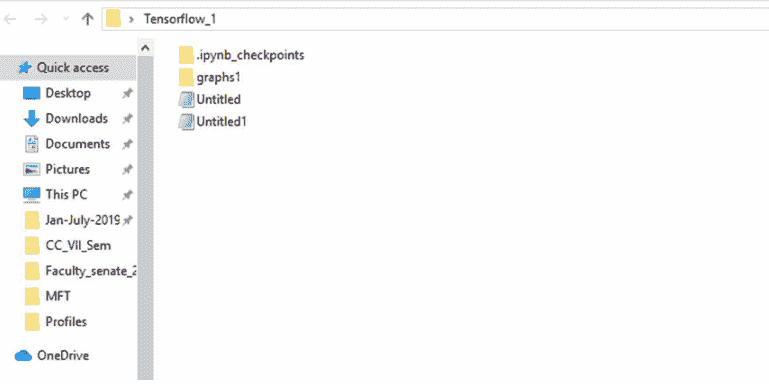 Tensorflow_1
Quick access
Desktop
Downloads
Documents
Pictures
This PC
Jan-July-2019
CC_VII_Sem
Faculty_senate_2
MFT
Profiles
OneDrive
.ipynb_checkpoints
graphs1
Untitled
Untitled1